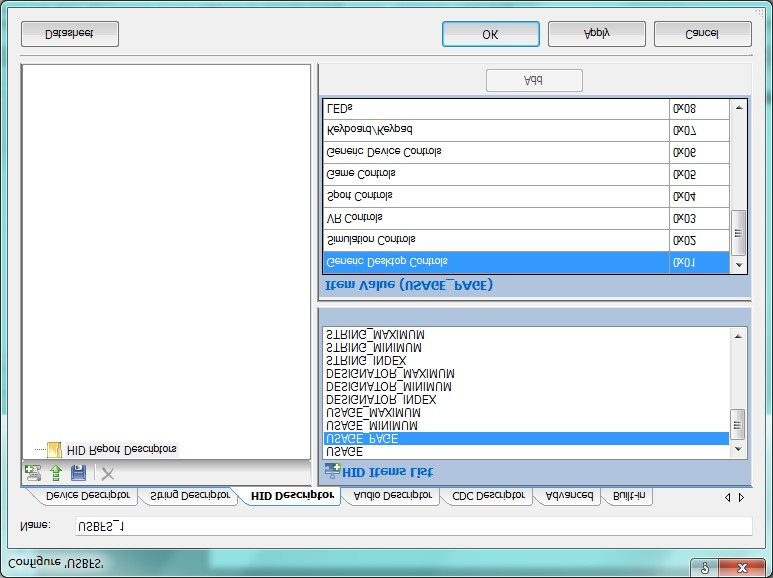 Configure 'USBFS'
Name: USBFS_1
Device Descriptor String Descriptor HID Descriptor Audio Descriptor CDC Descriptor Advanced Built-in
HID Report Descriptors
HID Items List
USAGE
USAGE_PAGE
USAGE_MINIMUM
USAGE_MAXIMUM
DESIGNATOR_INDEX
DESIGNATOR_MINIMUM
DESIGNATOR_MAXIMUM
STRING_INDEX
STRING_MINIMUM
STRING_MAXIMUM
Item Value (USAGE_PAGE)
Generic Desktop Controls 0x01
Simulation Controls 0x02
VR Controls 0x03
Sport Controls 0x04
Game Controls 0x05
Generic Device Controls 0x06
Keyboard/Keypad 0x07
LEDs 0x08
Add
Datasheet OK Apply Cancel